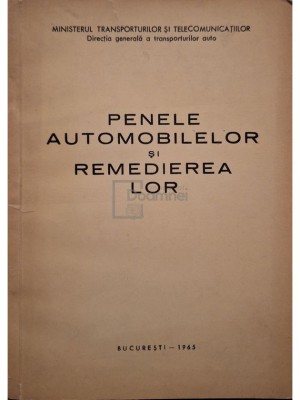 MINISTERUL TRANSPORTURILOR ȘI TELECOMUNICAȚIILOR
Direcția generală a transporturilor auto
PENELE
AUTOMOBILELOR
ȘI
REMEDIEREA
LOR
BUCUREȘTI – 1965